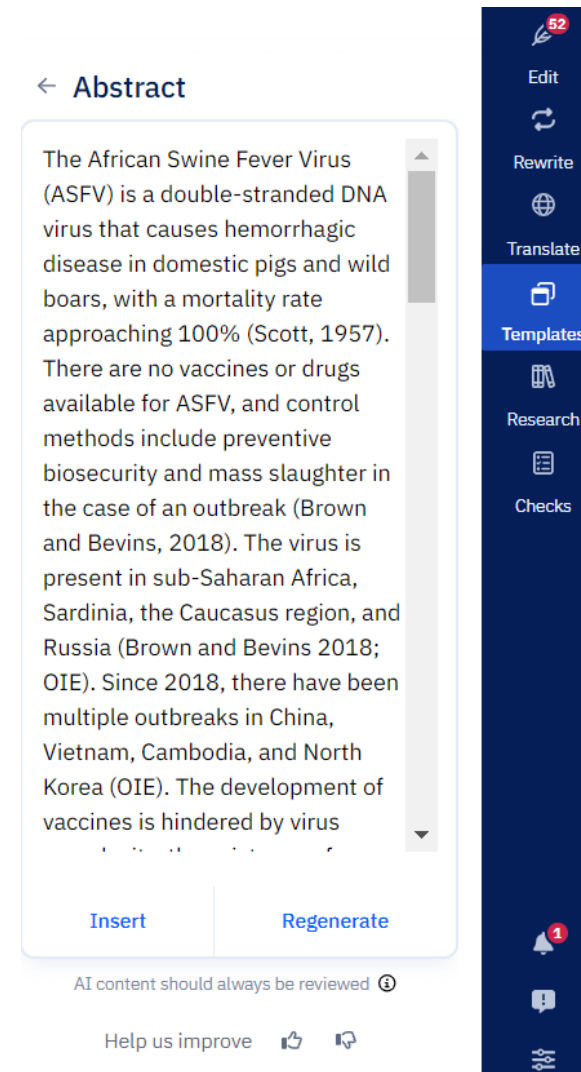 ← Abstract
The African Swine Fever Virus
(ASFV) is a double-stranded DNA
virus that causes hemorrhagic
disease in domestic pigs and wild
boars, with a mortality rate
approaching 100% (Scott, 1957).
There are no vaccines or drugs
available for ASFV, and control
methods include preventive
biosecurity and mass slaughter in
the case of an outbreak (Brown
and Bevins, 2018). The virus is
present in sub-Saharan Africa,
Sardinia, the Caucasus region, and
Russia (Brown and Bevins 2018;
OIE). Since 2018, there have been
multiple outbreaks in China,
Vietnam, Cambodia, and North
Korea (OIE). The development of
vaccines is hindered by virus
Insert
Regenerate
AI content should always be reviewed
Help us improve
52
Edit
Rewrite
Translate
Templates
Research
Checks
1